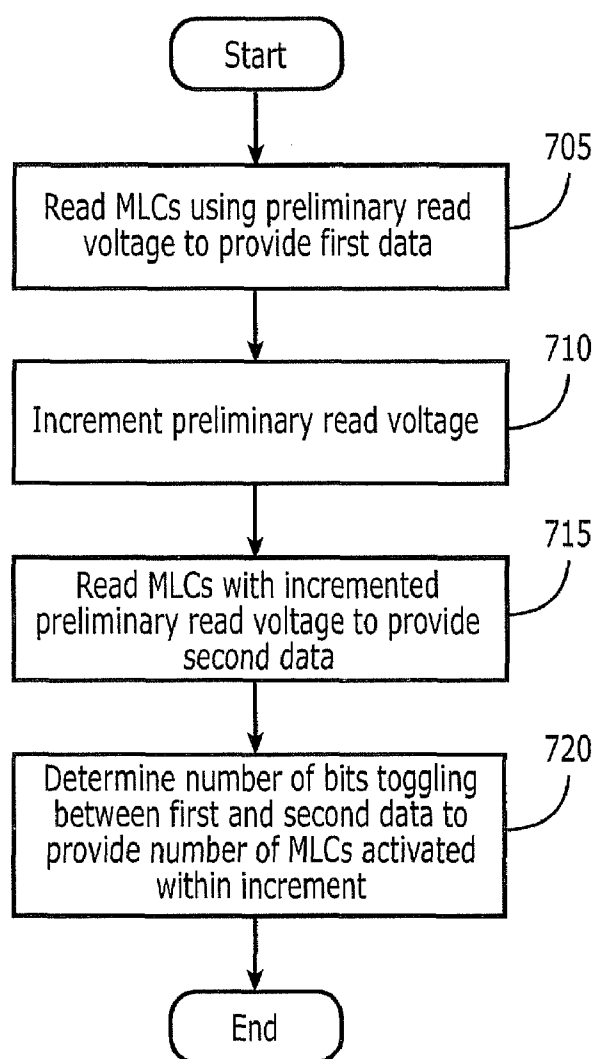 Start
705
Read MLCs using preliminary read
voltage to provide first data
710
Increment preliminary read voltage
715
Read MLCs with incremented
preliminary read voltage to provide
second data
720
Determine number of bits toggling
between first and second data to
provide number of MLCs activated
within increment
End